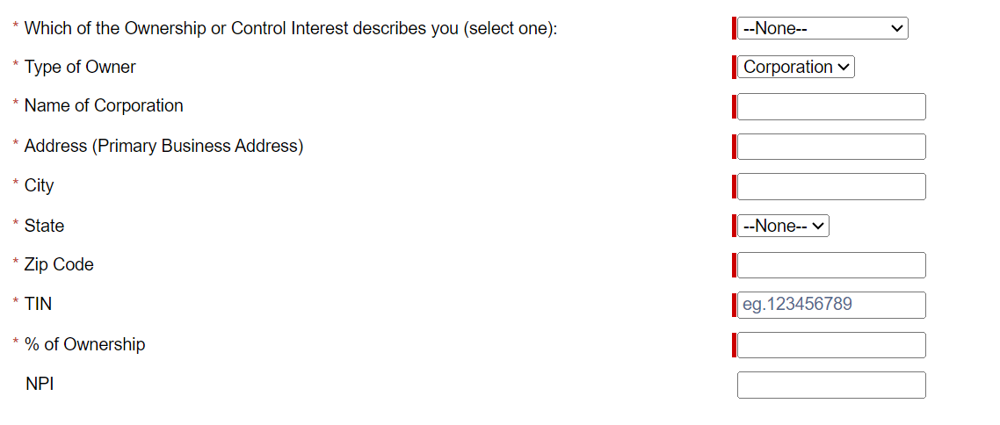 * Which of the Ownership or Control Interest describes you (select one): --None--
* Type of Owner Corporation
* Name of Corporation
* Address (Primary Business Address)
* City
* State --None--
* Zip Code
* TIN eg.123456789
* % of Ownership
NPI